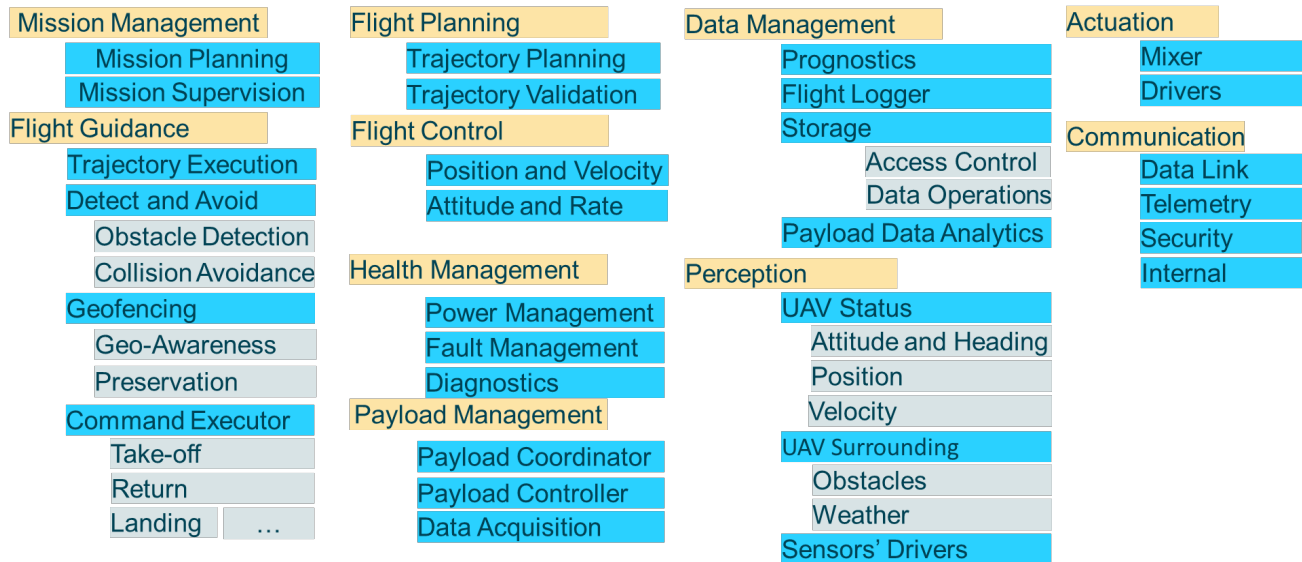 Mission Management
Mission Planning
Mission Supervision
Flight Guidance
Trajectory Execution
Detect and Avoid
Obstacle Detection
Collision Avoidance
Geofencing
Geo-Awareness
Preservation
Command Executor
Take-off
Return
Landing …
Flight Planning
Trajectory Planning
Trajectory Validation
Flight Control
Position and Velocity
Attitude and Rate
Health Management
Power Management
Fault Management
Diagnostics
Payload Management
Payload Coordinator
Payload Controller
Data Acquisition
Data Management
Prognostics
Flight Logger
Storage
Access Control
Data Operations
Payload Data Analytics
Perception
UAV Status
Attitude and Heading
Position
Velocity
UAV Surrounding
Obstacles
Weather
Sensors’ Drivers
Actuation
Mixer
Drivers
Communication
Data Link
Telemetry
Security
Internal